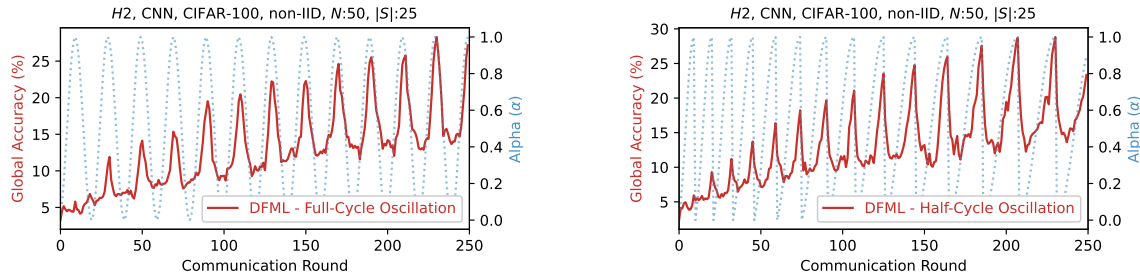 H2, CNN, CIFAR-100, non-IID, N:50, |S|:25
Global Accuracy (%)
25
20
15
10
5
1.0
0.8
0.6
0.4
0.2
0.0
Alpha (α)
DFML - Full-Cycle Oscillation
0 50 100 150 200 250
Communication Round
H2, CNN, CIFAR-100, non-IID, N:50, |S|:25
Global Accuracy (%)
30
25
20
15
10
5
1.0
0.8
0.6
0.4
0.2
0.0
Alpha (α)
DFML - Half-Cycle Oscillation
0 50 100 150 200 250
Communication Round